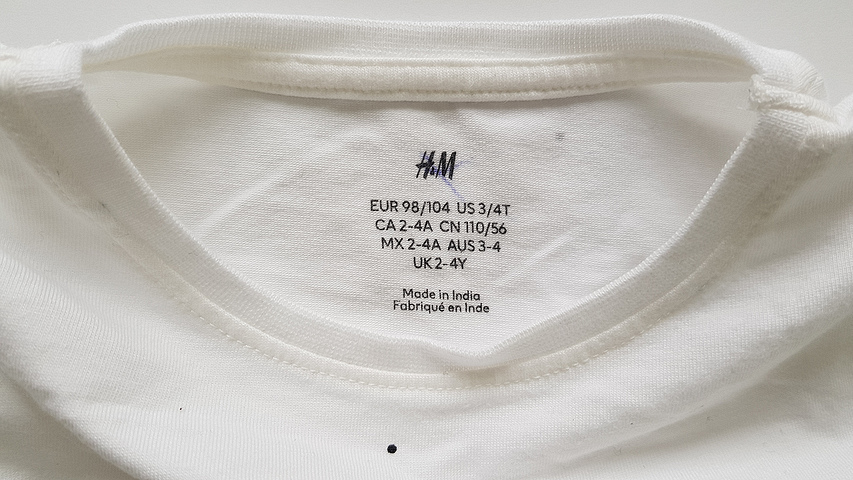 H&M
EUR 98/104 US 3/4T
CA 2-4A CN 110/56
MX 2-4A AUS 3-4
UK 2-4Y
Made in India
Fabriqué en Inde